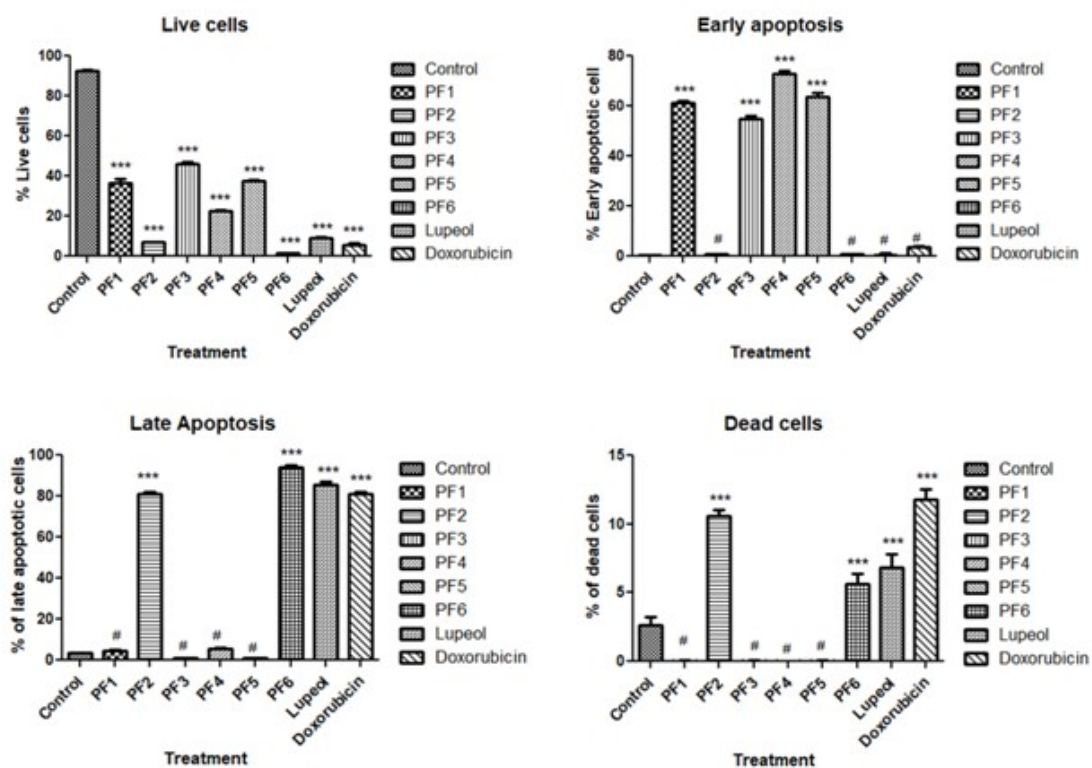 Live cells
% Live cells
100
80
60
40
20
0
***
***
***
***
***
***
***
***
Control
PF1
PF2
PF3
PF4
PF5
PF6
Lupeol
Doxorubicin
Treatment
Control
PF1
PF2
PF3
PF4
PF5
PF6
Lupeol
Doxorubicin
Early apoptosis
% Early apoptotic cell
80
60
40
20
0
***
#
***
***
***
#
#
#
Control
PF1
PF2
PF3
PF4
PF5
PF6
Lupeol
Doxorubicin
Treatment
Control
PF1
PF2
PF3
PF4
PF5
PF6
Lupeol
Doxorubicin
Late Apoptosis
% of late apoptotic cells
100
80
60
40
20
0
#
***
#
#
#
***
***
***
Control
PF1
PF2
PF3
PF4
PF5
PF6
Lupeol
Doxorubicin
Treatment
Control
PF1
PF2
PF3
PF4
PF5
PF6
Lupeol
Doxorubicin
Dead cells
% of dead cells
15
10
5
0
#
***
#
#
#
***
***
***
Control
PF1
PF2
PF3
PF4
PF5
PF6
Lupeol
Doxorubicin
Treatment
Control
PF1
PF2
PF3
PF4
PF5
PF6
Lupeol
Doxorubicin